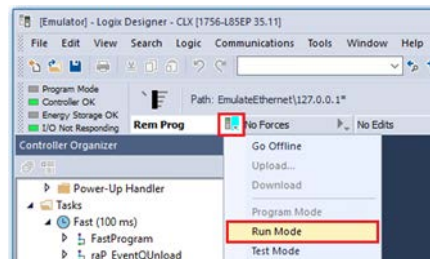 [Emulator] - Logix Designer - CLX [1756-L85EP 35.11]
File Edit View Search Logic Communications Tools Window Help
Program Mode
Controller OK
Energy Storage OK
I/O Not Responding
Path: EmulateEthernet\127.0.0.1*
Rem Prog
No Forces
No Edits
Controller Organizer
Go Offline
Upload...
Download
Program Mode
Run Mode
Test Mode
Power-Up Handler
Tasks
Fast (100 ms)
FastProgram
raP_EventQUnload